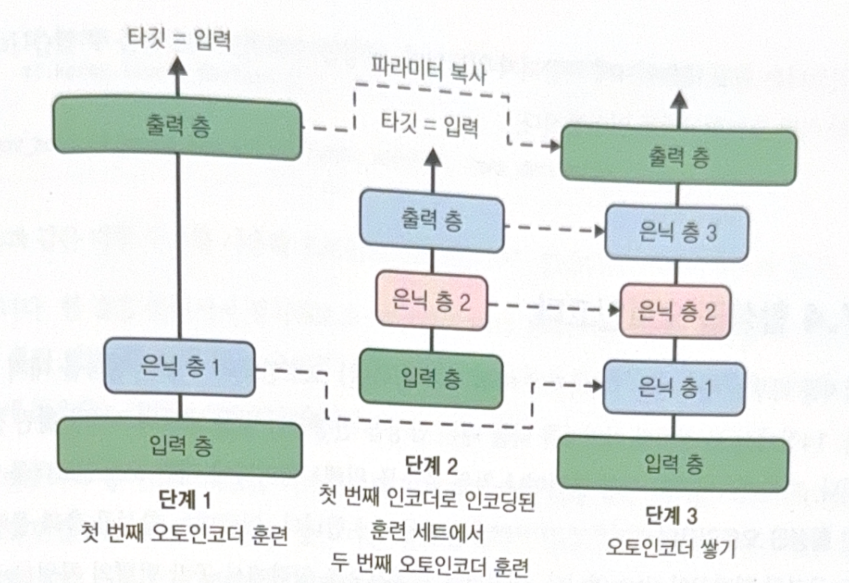 타깃 = 입력
출력 층
은닉 층 1
입력 층
단계 1
첫 번째 오토인코더 훈련
파라미터 복사
타깃 = 입력
출력 층
은닉 층 2
입력 층
단계 2
첫 번째 인코더로 인코딩된
훈련 세트에서
두 번째 오토인코더 훈련
출력 층
은닉 층 3
은닉 층 2
은닉 층 1
입력 층
단계 3
오토인코더 쌓기